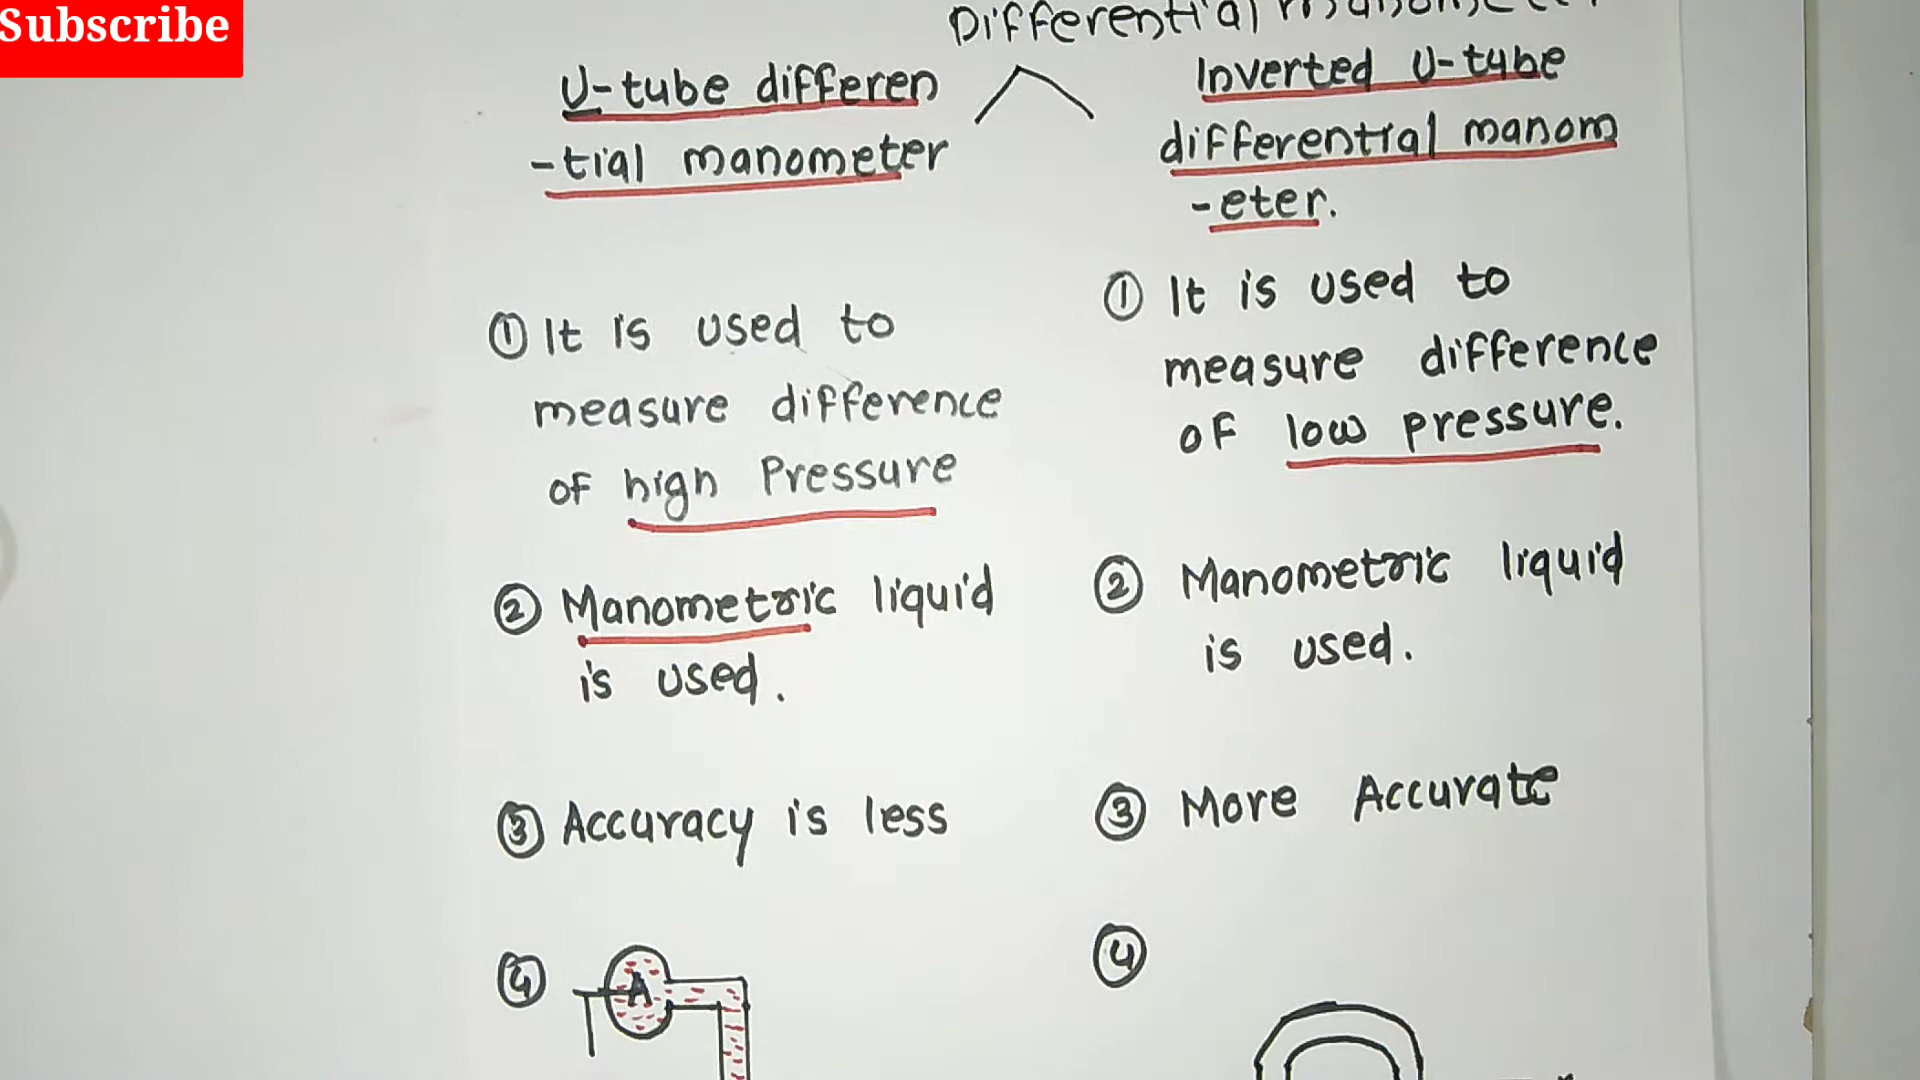 Subscribe
Differential manometer
U-tube differen
-tial manometer
① It is used to
measure difference
of high Pressure
② Manometric liquid
is used.
③ Accuracy is less
④
A
Inverted U-tube
differential manom
-eter.
① It is used to
measure difference
of low pressure.
② Manometric liquid
is used.
③ More Accurate
④